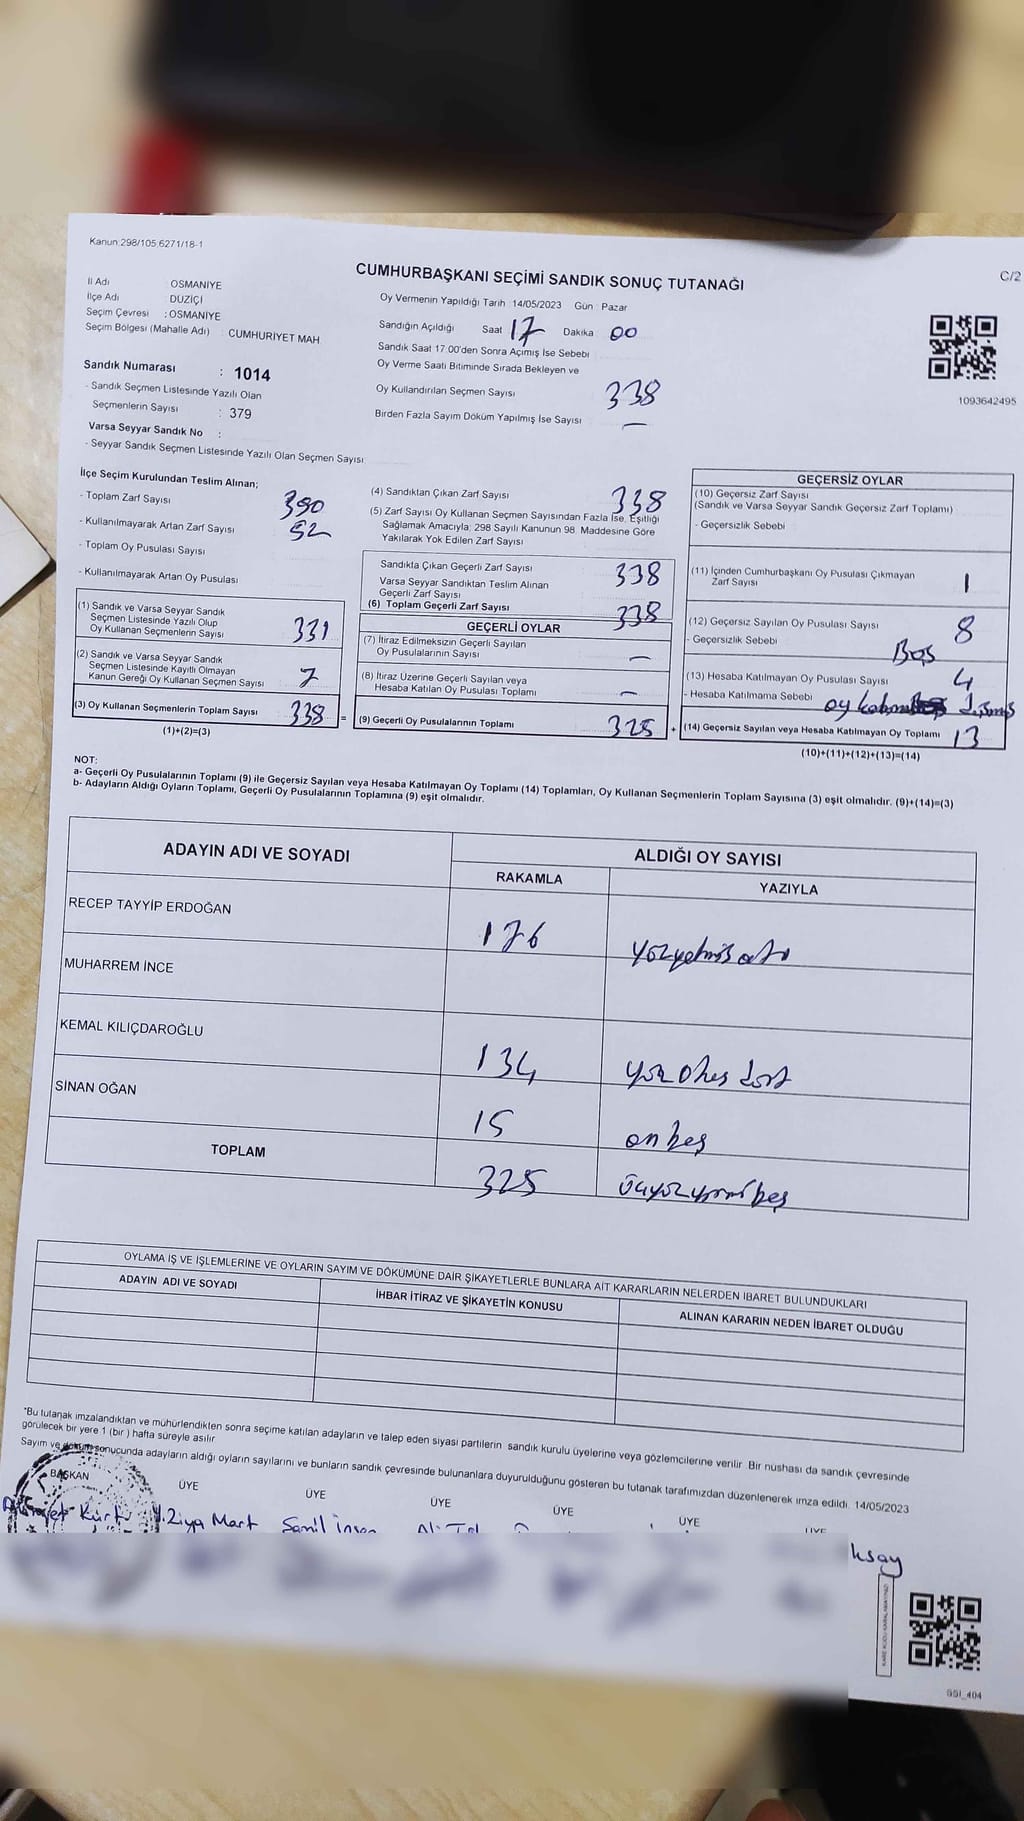 Kanun:298/105,6271/18-1
C/2
CUMHURBAŞKANI SEÇİMİ SANDIK SONUÇ TUTANAĞI
İl Adı OSMANİYE
İlçe Adı DÜZİÇİ
Seçim Çevresi : OSMANİYE
Seçim Bölgesi (Mahalle Adı) CUMHURİYET MAH
Sandık Numarası : 1014
- Sandık Seçmen Listesinde Yazılı Olan
Seçmenlerin Sayısı : 379
Varsa Seyyar Sandık No :
- Seyyar Sandık Seçmen Listesinde Yazılı Olan Seçmen Sayısı:
Oy Vermenin Yapıldığı Tarih 14/05/2023 Gün : Pazar
Sandığın Açıldığı Saat 17 Dakika : 00
Sandık Saat 17.00'den Sonra Açımış İse Sebebi
Oy Verme Saati Bitiminde Sırada Bekleyen ve
Oy Kullandırılan Seçmen Sayısı 338
Birden Fazla Sayım Döküm Yapılmış İse Sayısı —
1093642495
İlçe Seçim Kurulundan Teslim Alınan;
- Toplam Zarf Sayısı 390
- Kullanılmayarak Artan Zarf Sayısı 52
- Toplam Oy Pusulası Sayısı
- Kullanılmayarak Artan Oy Pusulası
(1) Sandık ve Varsa Seyyar Sandık
Seçmen Listesinde Yazılı Olup
Oy Kullanan Seçmenlerin Sayısı 331
(2) Sandık ve Varsa Seyyar Sandık
Seçmen Listesinde Kayıtlı Olmayan
Kanun Gereği Oy Kullanan Seçmen Sayısı 7
(3) Oy Kullanan Seçmenlerin Toplam Sayısı 338 =
(1)+(2)=(3)
(4) Sandıktan Çıkan Zarf Sayısı 338
(5) Zarf Sayısı Oy Kullanan Seçmen Sayısından Fazla İse, Eşitliği
Sağlamak Amacıyla; 298 Sayılı Kanunun 98. Maddesine Göre
Yakılarak Yok Edilen Zarf Sayısı
Sandıkla Çıkan Geçerli Zarf Sayısı 338
Varsa Seyyar Sandıktan Teslim Alınan
Geçerli Zarf Sayısı
(6) Toplam Geçerli Zarf Sayısı 338
GEÇERLİ OYLAR
(7) İtiraz Edilmeksizin Geçerli Sayılan
Oy Pusulalarının Sayısı —
(8) İtiraz Üzerine Geçerli Sayılan veya
Hesaba Katılan Oy Pusulası Toplamı —
(9) Geçerli Oy Pusulalarının Toplamı 325 +
GEÇERSİZ OYLAR
(10) Geçersiz Zarf Sayısı
(Sandık ve Varsa Seyyar Sandık Geçersiz Zarf Toplamı)
- Geçersizlik Sebebi
(11) İçinden Cumhurbaşkanı Oy Pusulası Çıkmayan
Zarf Sayısı 1
(12) Geçersiz Sayılan Oy Pusulası Sayısı 8
- Geçersizlik Sebebi Boş
(13) Hesaba Katılmayan Oy Pusulası Sayısı 4
- Hesaba Katılmama Sebebi oy
(14) Geçersiz Sayılan veya Hesaba Katılmayan Oy Toplamı 13
(10)+(11)+(12)+(13)=(14)
NOT:
a- Geçerli Oy Pusulalarının Toplamı (9) ile Geçersiz Sayılan veya Hesaba Katılmayan Oy Toplamı (14) Toplamları, Oy Kullanan Seçmenlerin Toplam Sayısına (3) eşit olmalıdır. (9)+(14)=(3)
b- Adayların Aldığı Oyların Toplamı, Geçerli Oy Pusulalarının Toplamına (9) eşit olmalıdır.
ADAYIN ADI VE SOYADI
ALDIĞI OY SAYISI
RAKAMLA YAZIYLA
RECEP TAYYİP ERDOĞAN 176 yüzyetmiş altı
MUHARREM İNCE
KEMAL KILIÇDAROĞLU 134 yüz otuz dört
SİNAN OĞAN 15 on beş
TOPLAM 325 üçyüzyirmibeş
OYLAMA İŞ VE İŞLEMLERİNE VE OYLARIN SAYIM VE DÖKÜMÜNE DAİR ŞİKAYETLERLE BUNLARA AİT KARARLARIN NELERDEN İBARET BULUNDUKLARI
ADAYIN ADI VE SOYADI İHBAR İTİRAZ VE ŞİKAYETİN KONUSU ALINAN KARARIN NEDEN İBARET OLDUĞU
*Bu tutanak imzalandıktan ve mühürlendikten sonra seçime katılan adayların ve talep eden siyasi partilerin sandık kurulu üyelerine veya gözlemcilerine verilir. Bir nüshası da sandık çevresinde
görülecek bir yere 1 (bir ) hafta süreyle asılır
Sayım ve döküm sonucunda adayların aldığı oyların sayılarını ve bunların sandık çevresinde bulunanlara duyurulduğunu gösteren bu tutanak tarafımızdan düzenlenerek imza edildi. 14/05/2023
BAŞKAN ÜYE ÜYE ÜYE ÜYE ÜYE ÜYE
Kurt Ziya Mert
GSI_404